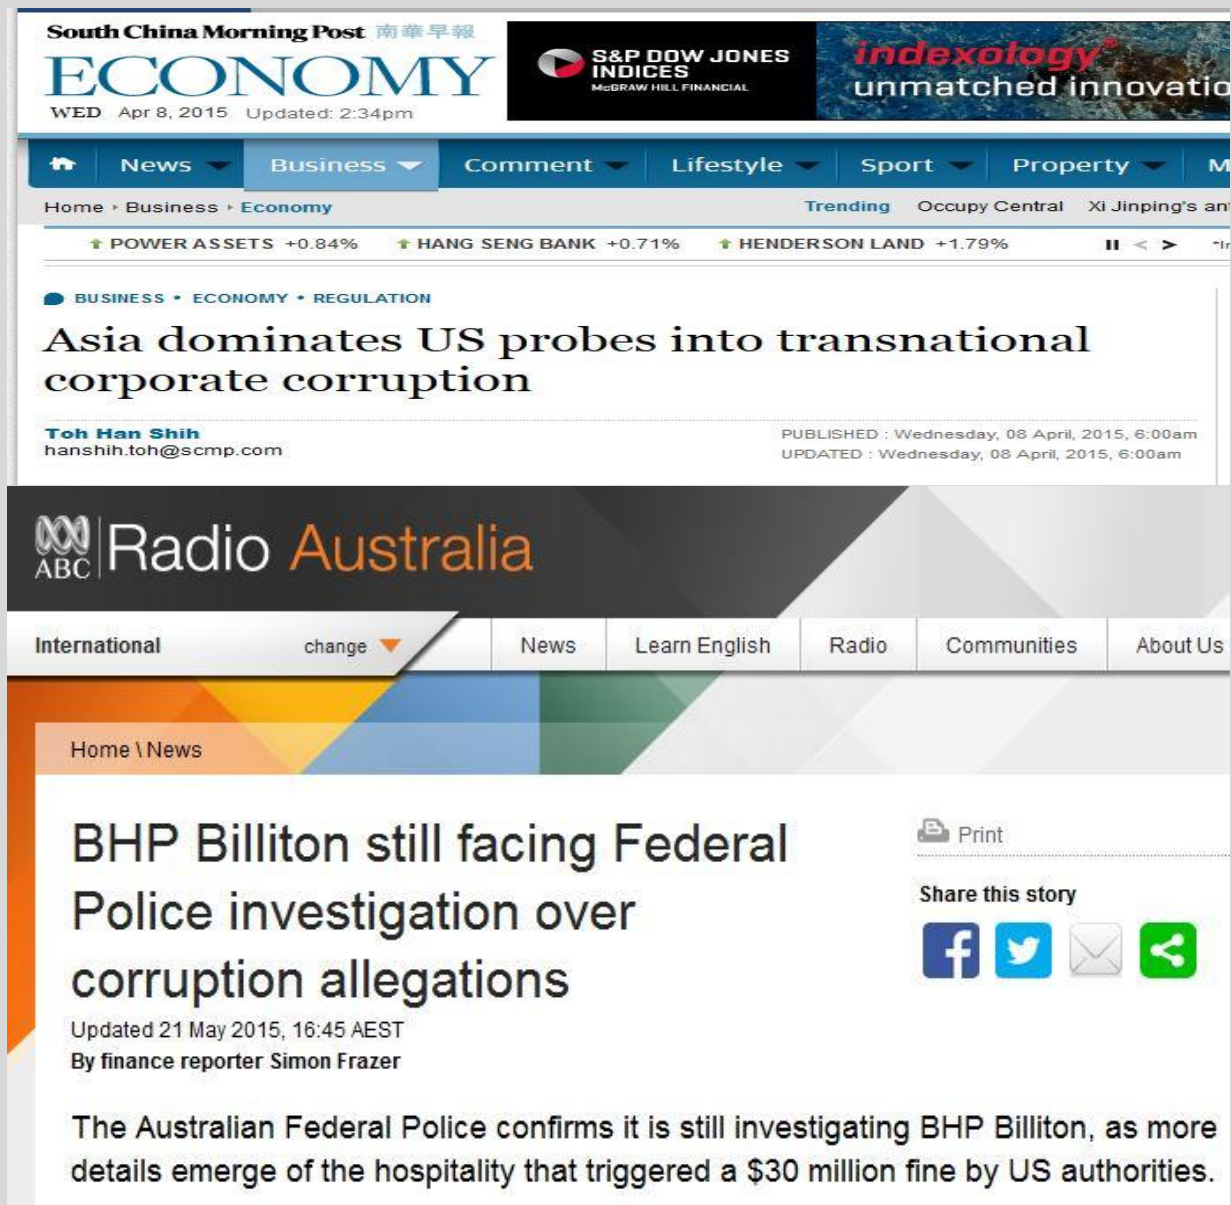 South China Morning Post 南華早報
ECONOMY
WED Apr 8, 2015 Updated: 2:34pm
S&P DOW JONES
INDICES
McGRAW HILL FINANCIAL
indexology®
unmatched
News Business Comment Lifestyle Sport Property
Home Business Economy
Trending Occupy Central Xi Jinping's
POWER ASSETS +0.84% HANG SENG BANK +0.71% HENDERSON LAND +1.79%
BUSINESS • ECONOMY • REGULATION
Asia dominates US probes into transnational
corporate corruption
Toh Han Shih
hanshih.toh@scmp.com
PUBLISHED : Wednesday, 08 April, 2015, 6:00am
UPDATED : Wednesday, 08 April, 2015, 6:00am
ABC Radio Australia
International change News Learn English Radio Communities About Us
Home \ News
BHP Billiton still facing Federal
Police investigation over
corruption allegations
Updated 21 May 2015, 16:45 AEST
By finance reporter Simon Frazer
Print
Share this story
The Australian Federal Police confirms it is still investigating BHP Billiton, as more
details emerge of the hospitality that triggered a $30 million fine by US authorities.